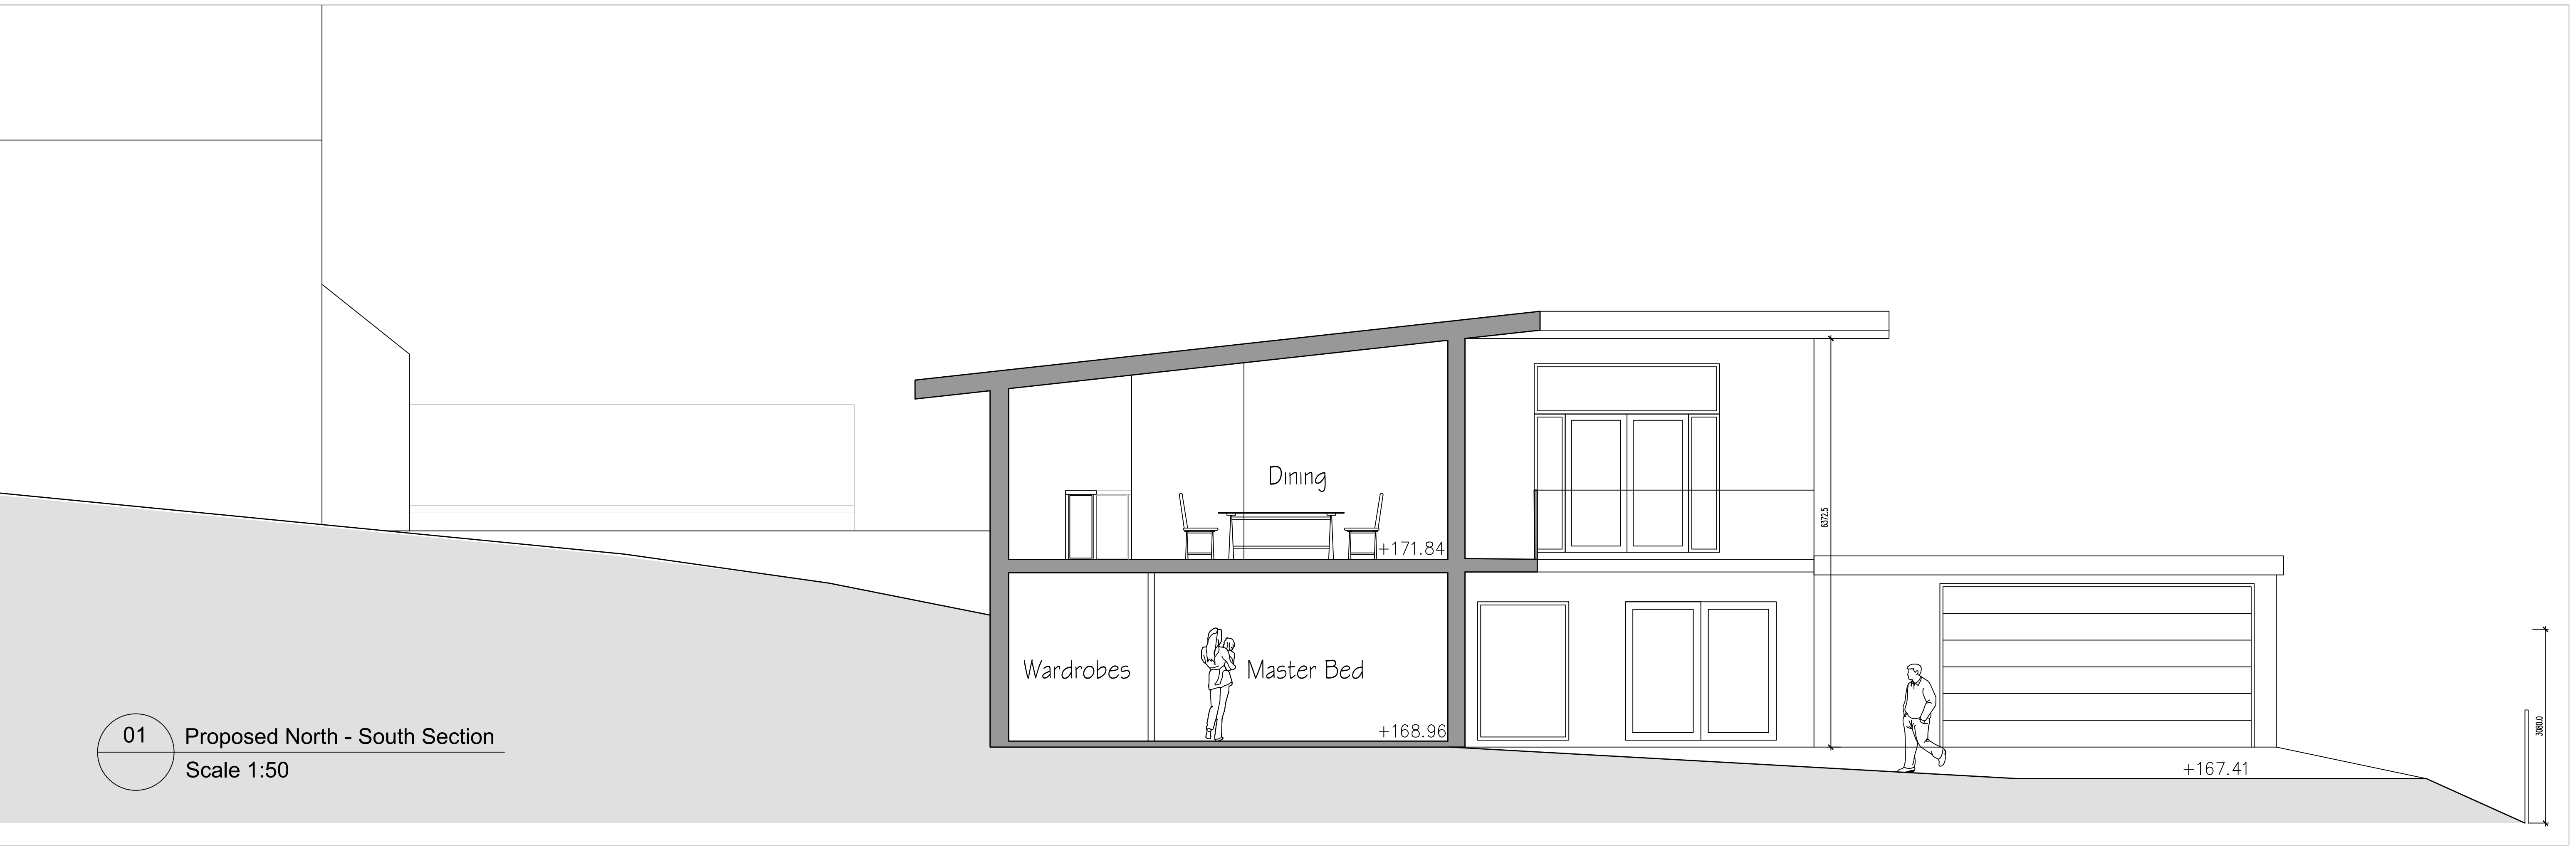 Dining
+171.84
6372.5
Wardrobes
Master Bed
+168.96
3080.0
01
Proposed North - South Section
Scale 1:50
+167.41